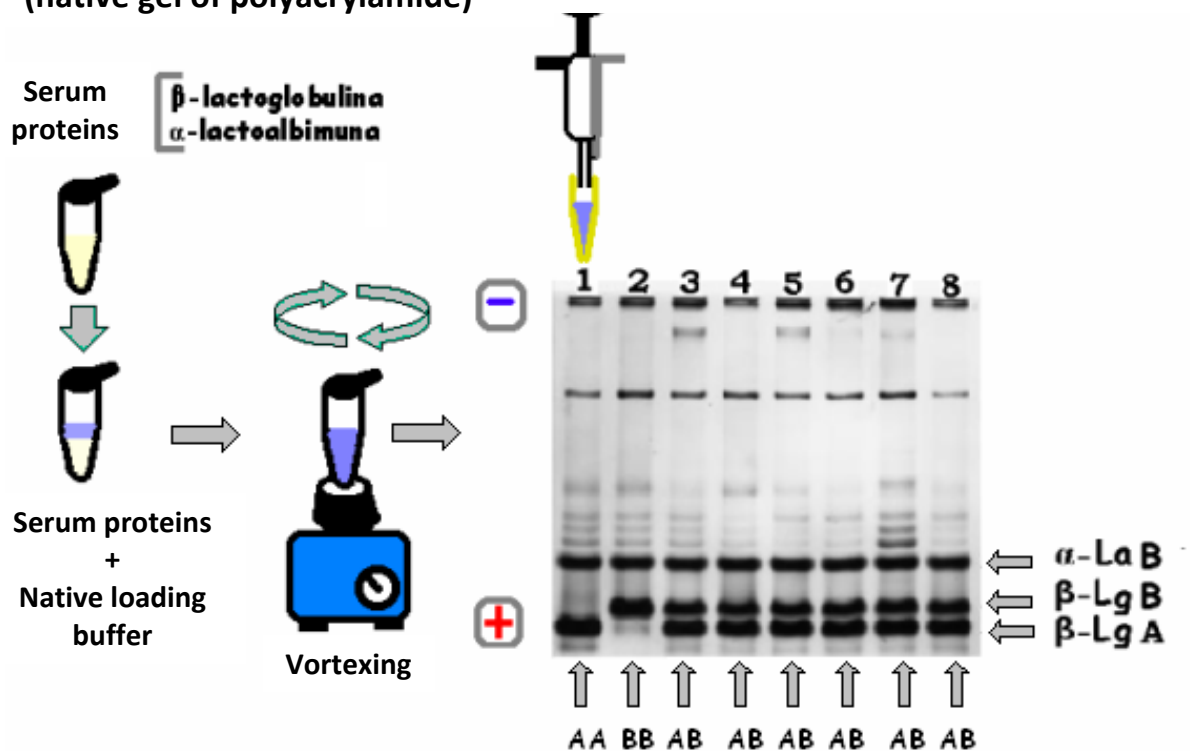 (native gel of polyacrylamide)
Serum
proteins
β-lactoglobulina
α-lactoalbimuna
1 2 3 4 5 6 7 8
−
Serum proteins
+
Native loading
buffer
Vortexing
+
α-La B
β-Lg B
β-Lg A
AA BB AB AB AB AB AB AB